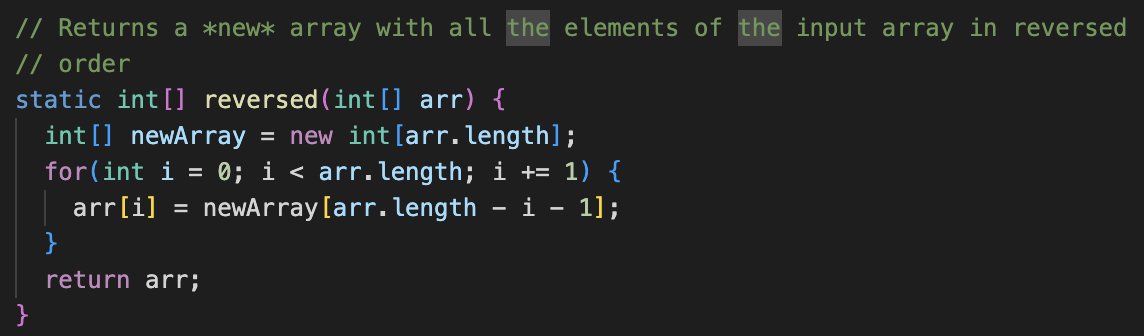 // Returns a *new* array with all the elements of the input array in reversed
// order
static int[] reversed(int[] arr) {
  int[] newArray = new int[arr.length];
  for(int i = 0; i < arr.length; i += 1) {
    arr[i] = newArray[arr.length - i - 1];
  }
  return arr;
}